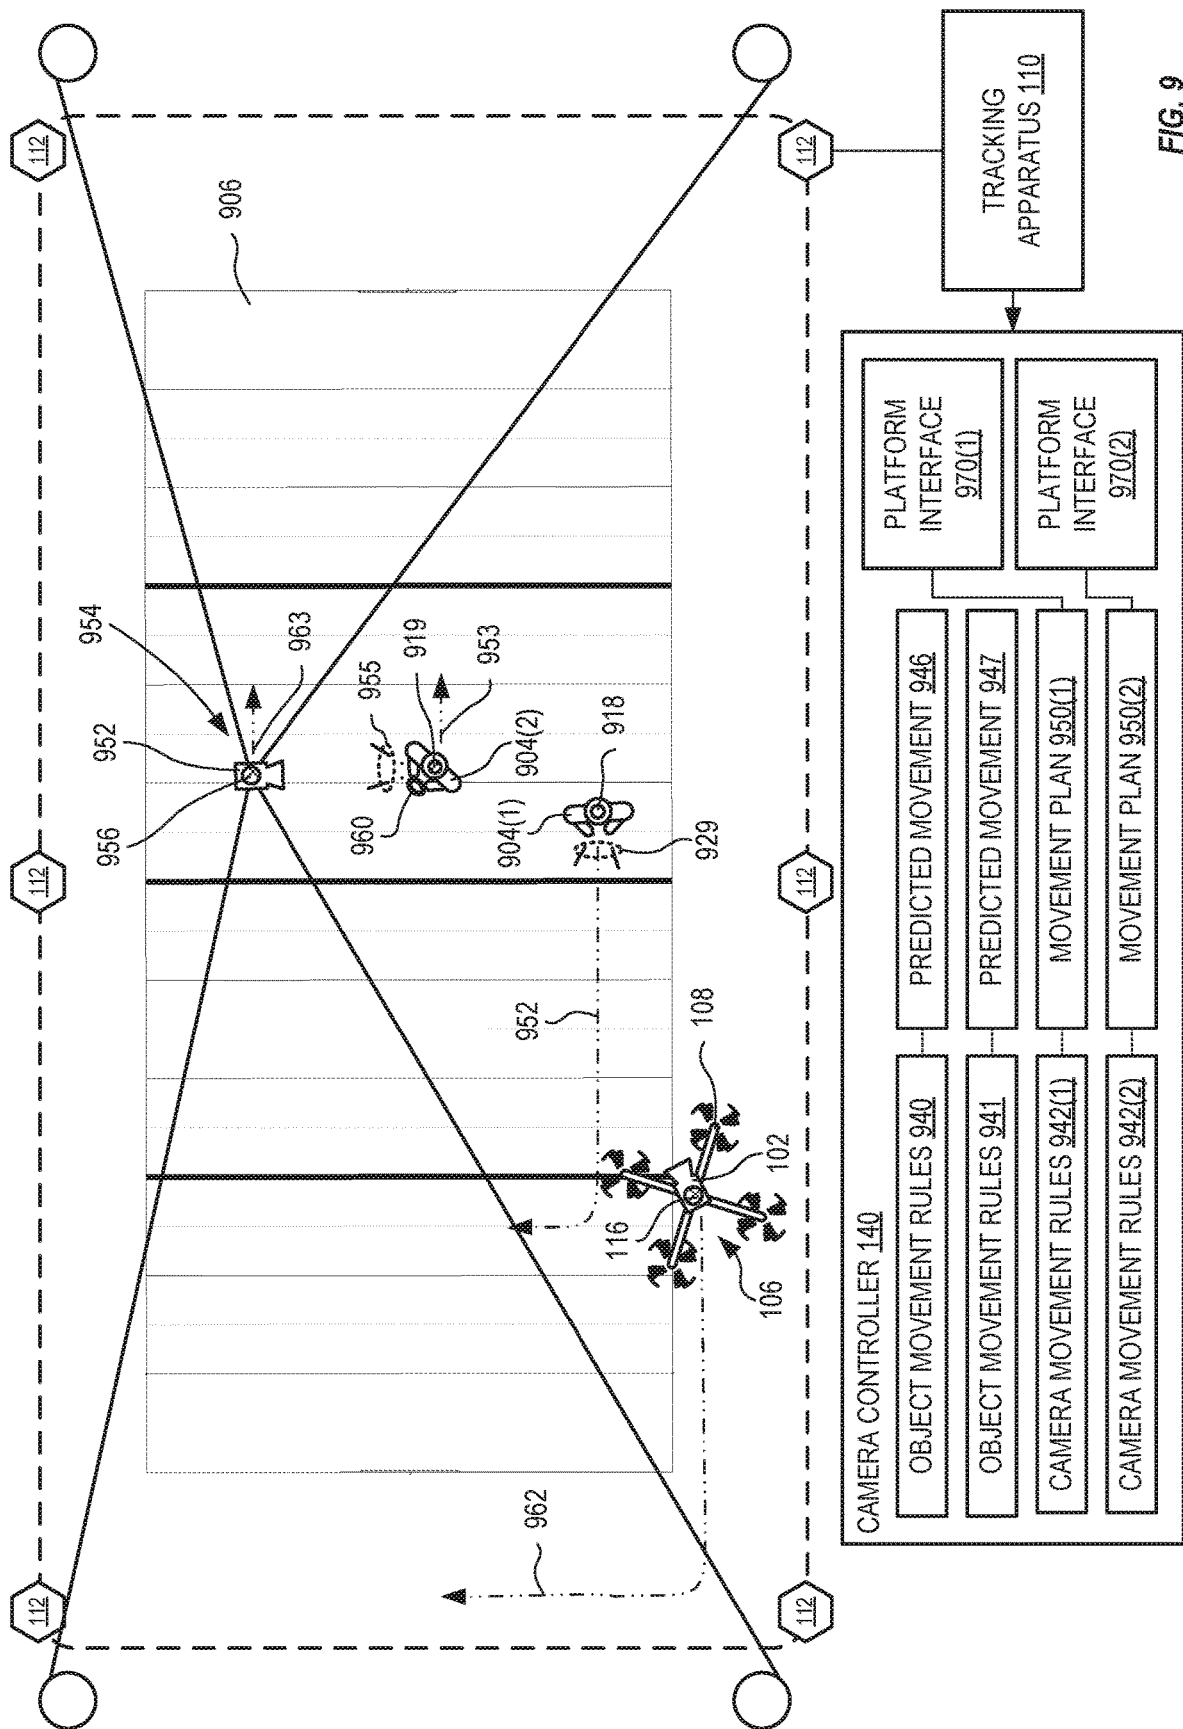 112
112
112
906
954
963
952
956
955
919
953
960
904(2)
904(1)
918
929
952
108
102
116
106
962
112
112
112
TRACKING
APPARATUS 110
CAMERA CONTROLLER 140
OBJECT MOVEMENT RULES 940
PREDICTED MOVEMENT 946
OBJECT MOVEMENT RULES 941
PREDICTED MOVEMENT 947
CAMERA MOVEMENT RULES 942(1)
MOVEMENT PLAN 950(1)
CAMERA MOVEMENT RULES 942(2)
MOVEMENT PLAN 950(2)
PLATFORM
INTERFACE
970(1)
PLATFORM
INTERFACE
970(2)
FIG. 9